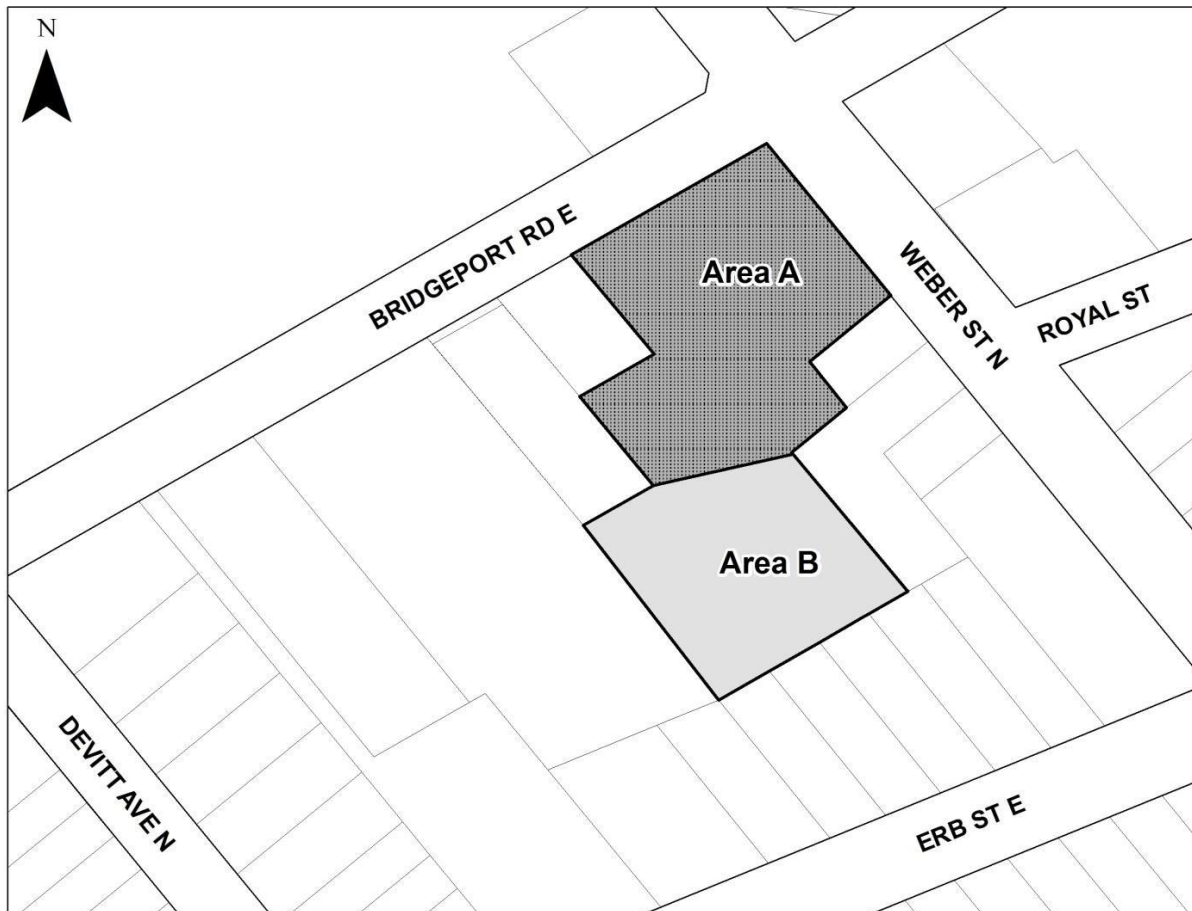 N
BRIDGEPORT RD E
Area A
WEBER ST N
ROYAL ST
Area B
DEVITT AVE N
ERB ST E